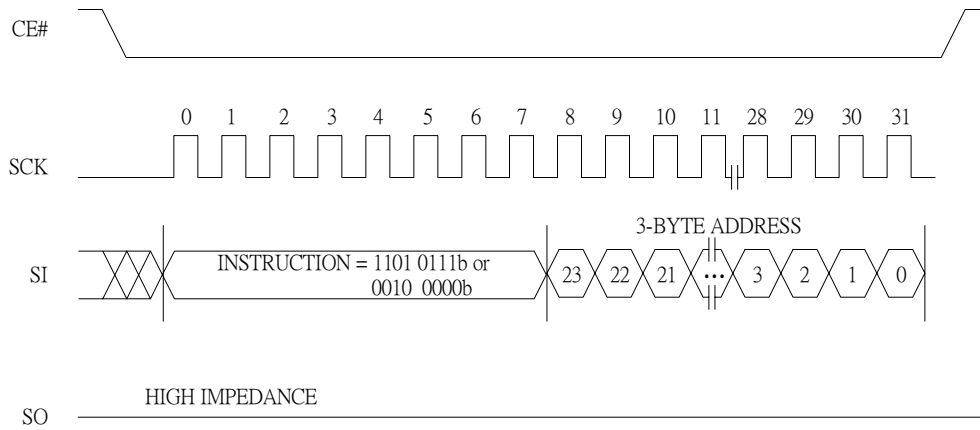 CE#
0 1 2 3 4 5 6 7 8 9 10 11 28 29 30 31
SCK
3-BYTE ADDRESS
SI
INSTRUCTION = 1101 0111b or
0010 0000b
23 22 21 ... 3 2 1 0
HIGH IMPEDANCE
SO